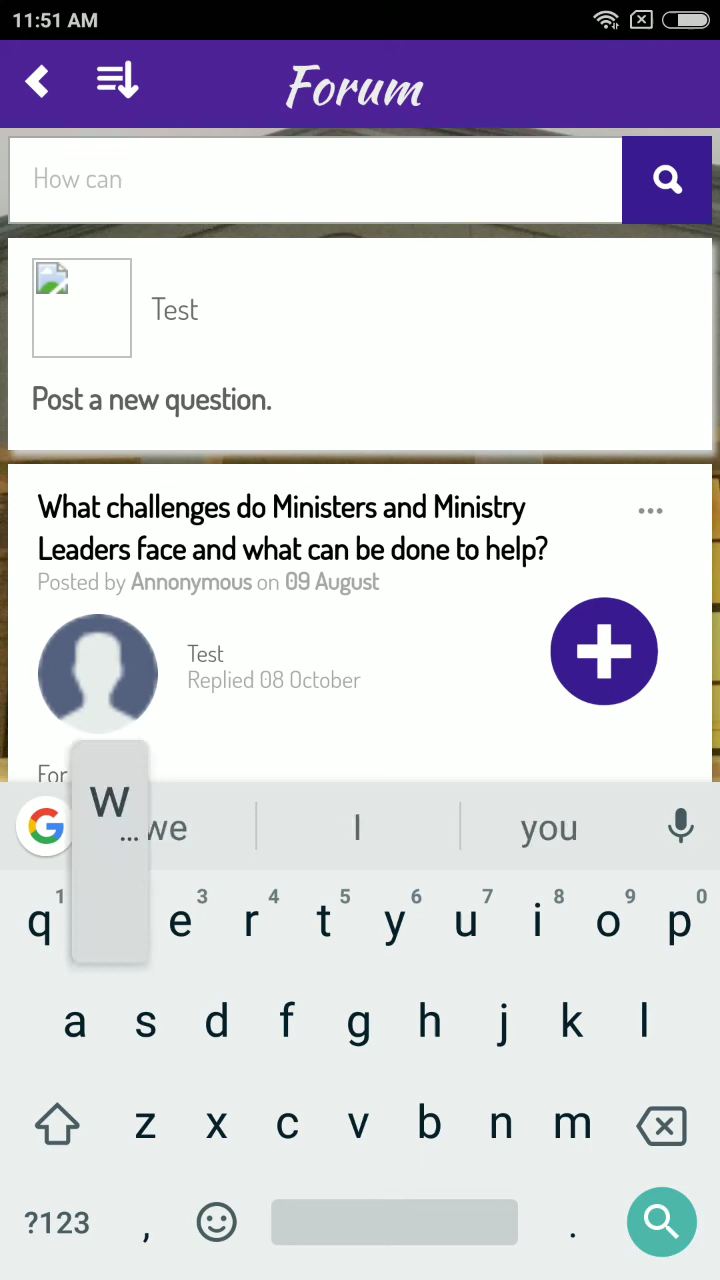 11:51 AM
Forum
How can
Test
Post a new question.
What challenges do Ministers and Ministry
Leaders face and what can be done to help?
Posted by Annonymous on 09 August
Test
Replied 08 October
For
w
...
we
I
you
1 3 4 5 6 7 8 9 0
q e r t y u i o p
a s d f g h j k l
z x c v b n m
?123 , .